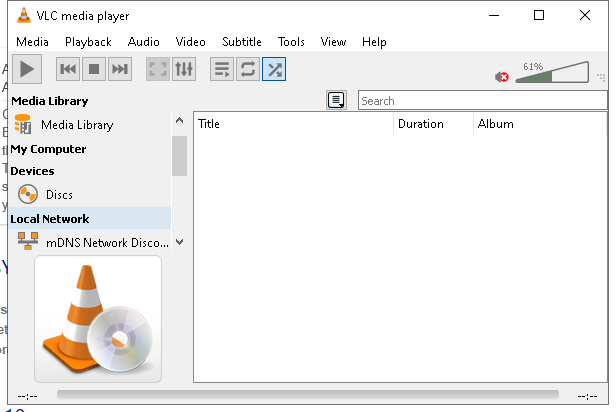 VLC media player
Media Playback Audio Video Subtitle Tools View Help
61%
Media Library
Search
Media Library
Title Duration Album
My Computer
Devices
Discs
Local Network
mDNS Network Disco...
--:-- --:--